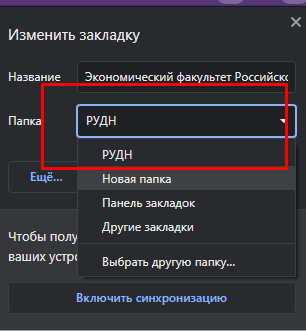 Изменить закладку
Название Экономический факультет Российско
Папка РУДН
РУДН
Ещё...
Новая папка
Панель закладок
Другие закладки
Чтобы полу
ваших устро
Выбрать другую папку...
Включить синхронизацию